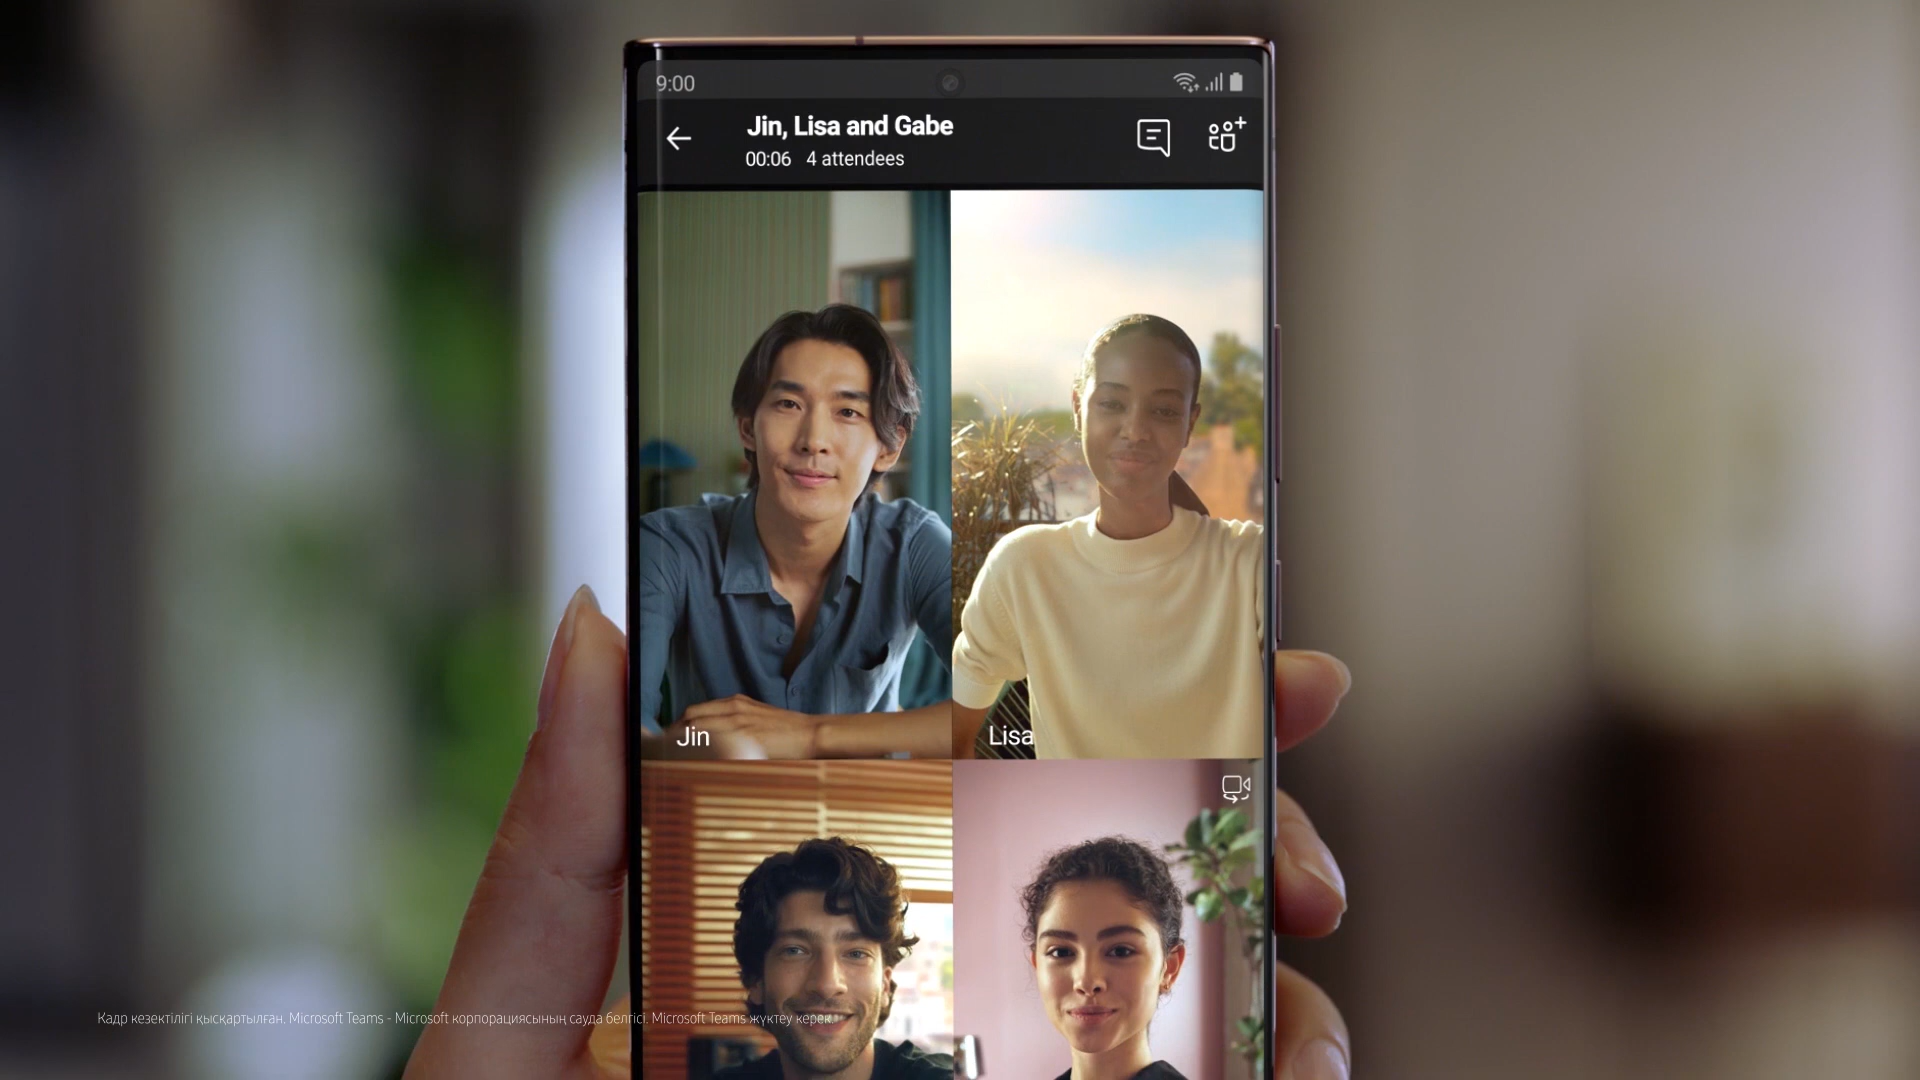 9:00
Jin, Lisa and Gabe
00:06 4 attendees
Jin
Lisa
Кадр кезектілігі қысқартылған. Microsoft Teams - Microsoft корпорациясының сауда белгісі. Microsoft Teams жүктеу керек.